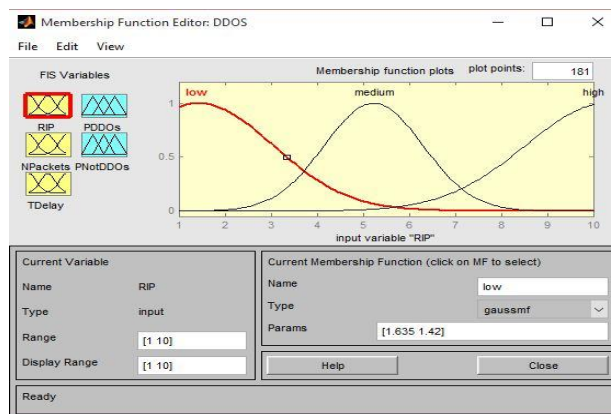 Membership Function Editor: DDOS
File Edit View
FIS Variables
RIP PDDOs
NPackets PNotDDOs
TDelay
Membership function plots plot points: 181
low medium high
1
0.5
0
1 2 3 4 5 6 7 8 9 10
input variable "RIP"
Current Variable
Name RIP
Type input
Range [1 10]
Display Range [1 10]
Current Membership Function (click on MF to select)
Name low
Type gaussmf
Params [1.635 1.42]
Help Close
Ready